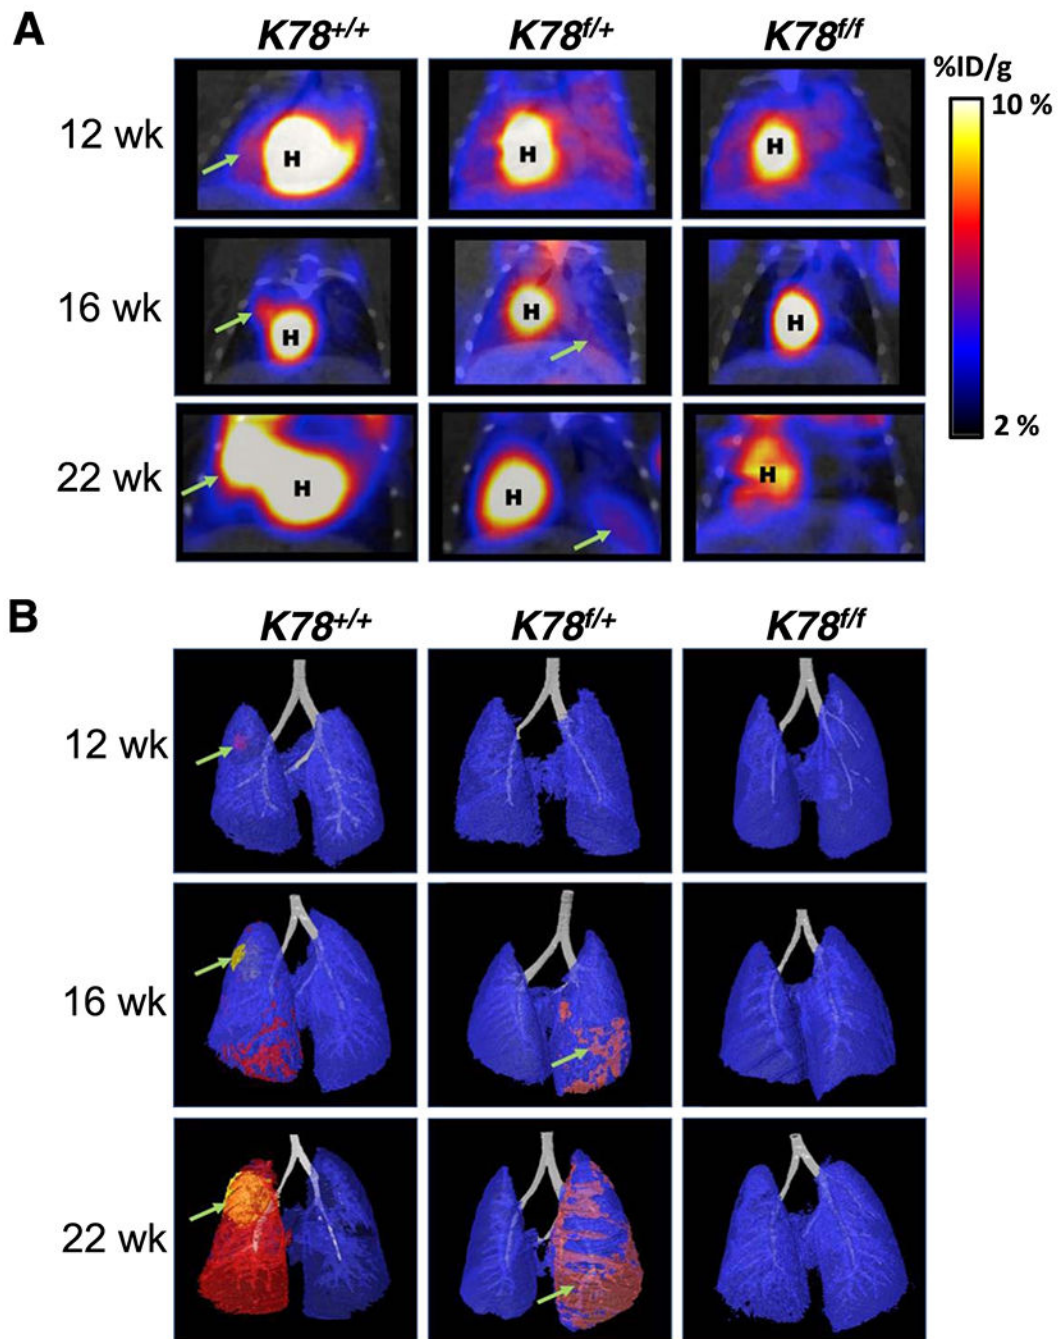 A
K78+/+ K78f/+ K78f/f
%ID/g
10 %
12 wk
H H H
16 wk
H H H
2 %
22 wk
H H H
B
K78+/+ K78f/+ K78f/f
12 wk
16 wk
22 wk